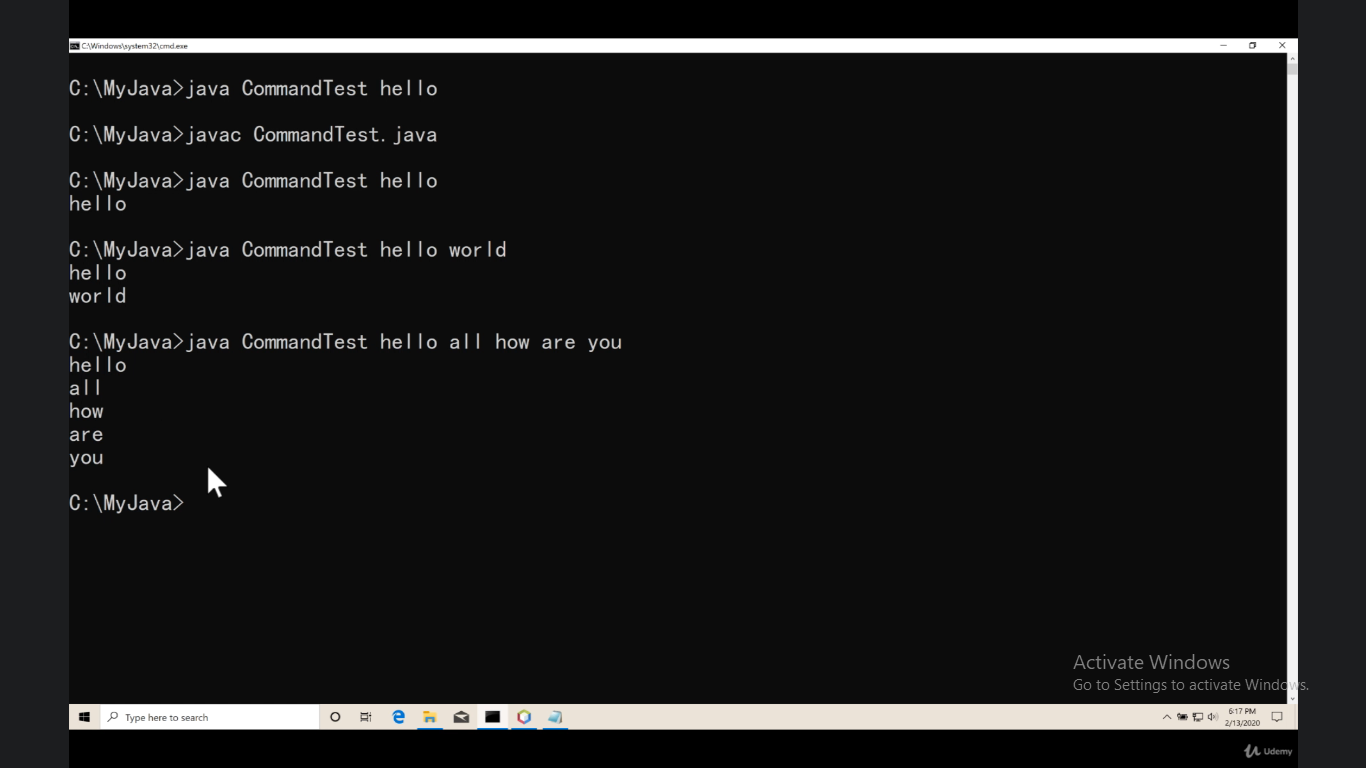 C:\Windows\system32\cmd.exe
C:\MyJava>java CommandTest hello
C:\MyJava>javac CommandTest.java
C:\MyJava>java CommandTest hello
hello
C:\MyJava>java CommandTest hello world
hello
world
C:\MyJava>java CommandTest hello all how are you
hello
all
how
are
you
C:\MyJava>
Activate Windows
Go to Settings to activate Windows.
Type here to search
6:17 PM
2/13/2020
Udemy